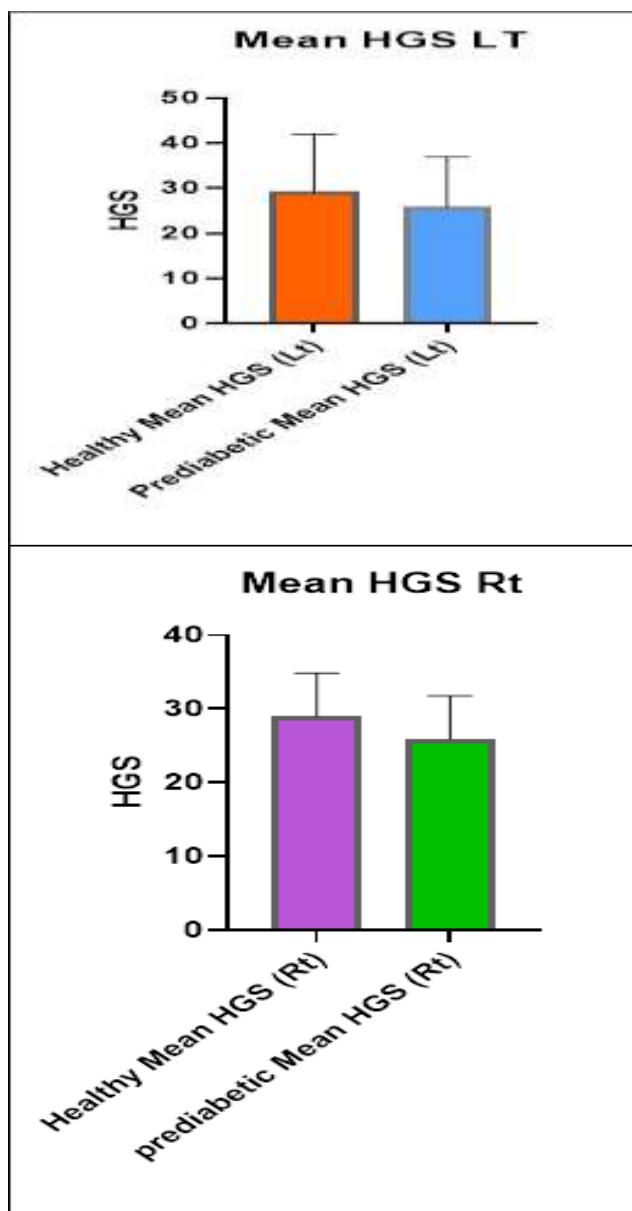 Mean HGS LT
50
40
30
20
10
0
HGS
Healthy Mean HGS (Lt)
Prediabetic Mean HGS (Lt)
Mean HGS Rt
40
30
20
10
0
HGS
Healthy Mean HGS (Rt)
prediabetic Mean HGS (Rt)